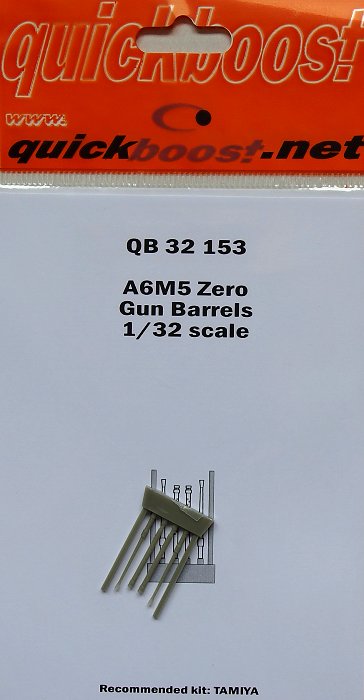 quickboost
www.
quickboost.net
QB 32 153
A6M5 Zero
Gun Barrels
1/32 scale
Recommended kit: TAMIYA